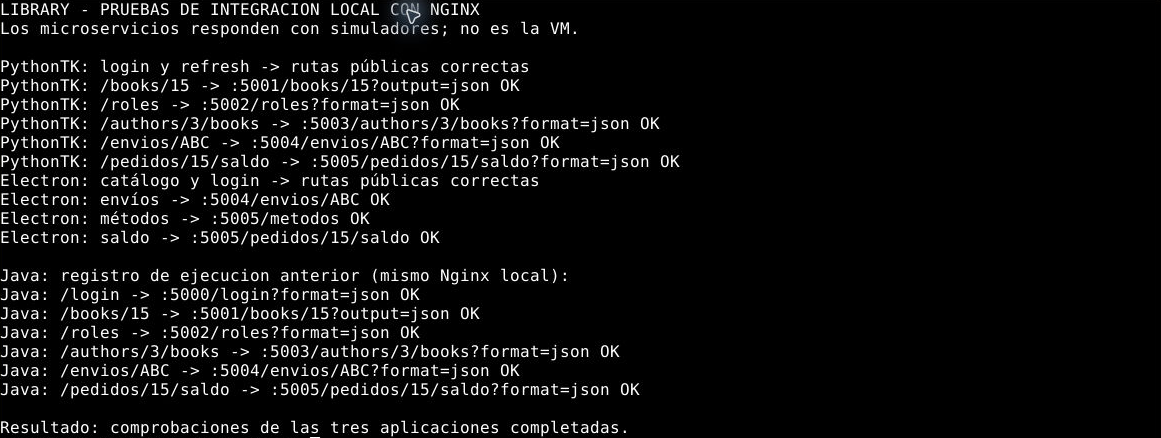 LIBRARY - PRUEBAS DE INTEGRACION LOCAL CON NGINX
Los microservicios responden con simuladores; no es la VM.
PythonTK: login y refresh -> rutas públicas correctas
PythonTK: /books/15 -> :5001/books/15?output=json OK
PythonTK: /roles -> :5002/roles?format=json OK
PythonTK: /authors/3/books -> :5003/authors/3/books?format=json OK
PythonTK: /envios/ABC -> :5004/envios/ABC?format=json OK
PythonTK: /pedidos/15/saldo -> :5005/pedidos/15/saldo?format=json OK
Electron: catálogo y login -> rutas públicas correctas
Electron: envíos -> :5004/envios/ABC OK
Electron: métodos -> :5005/metodos OK
Electron: saldo -> :5005/pedidos/15/saldo OK
Java: registro de ejecucion anterior (mismo Nginx local):
Java: /login -> :5000/login?format=json OK
Java: /books/15 -> :5001/books/15?output=json OK
Java: /roles -> :5002/roles?format=json OK
Java: /authors/3/books -> :5003/authors/3/books?format=json OK
Java: /envios/ABC -> :5004/envios/ABC?format=json OK
Java: /pedidos/15/saldo -> :5005/pedidos/15/saldo?format=json OK
Resultado: comprobaciones de las tres aplicaciones completadas.